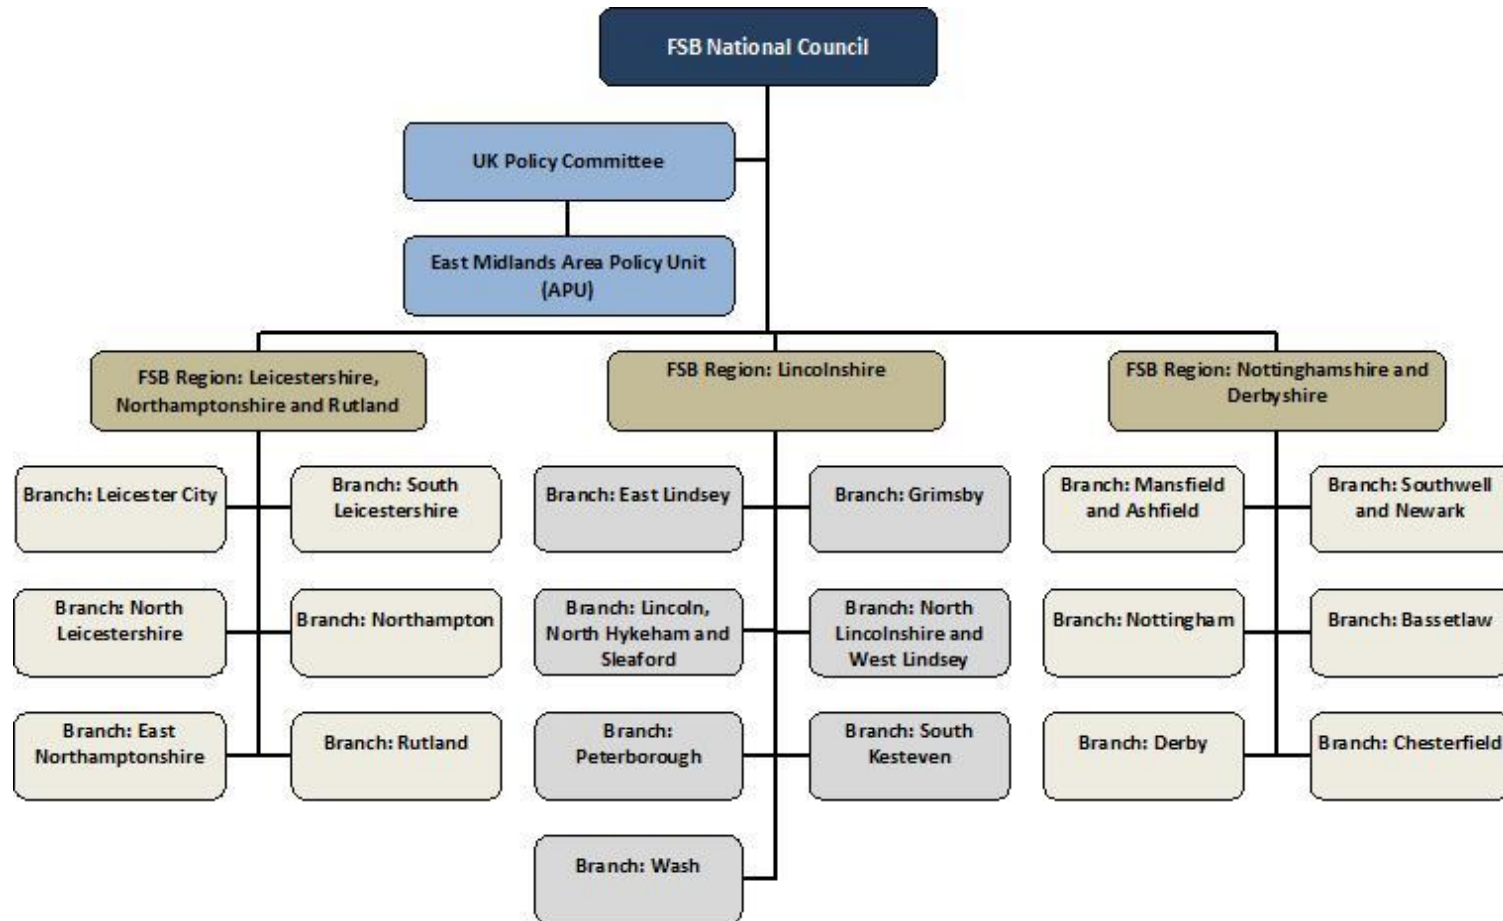 FSB National Council
UK Policy Committee
East Midlands Area Policy Unit
(APU)
FSB Region: Leicestershire,
Northamptonshire and Rutland
FSB Region: Lincolnshire
FSB Region: Nottinghamshire and
Derbyshire
Branch: Leicester City
Branch: South
Leicestershire
Branch: East Lindsey
Branch: Grimsby
Branch: Mansfield
and Ashfield
Branch: Southwell
and Newark
Branch: North
Leicestershire
Branch: Northampton
Branch: Lincoln,
North Hykeham and
Sleaford
Branch: North
Lincolnshire and
West Lindsey
Branch: Nottingham
Branch: Bassetlaw
Branch: East
Northamptonshire
Branch: Rutland
Branch:
Peterborough
Branch: South
Kesteven
Branch: Derby
Branch: Chesterfield
Branch: Wash